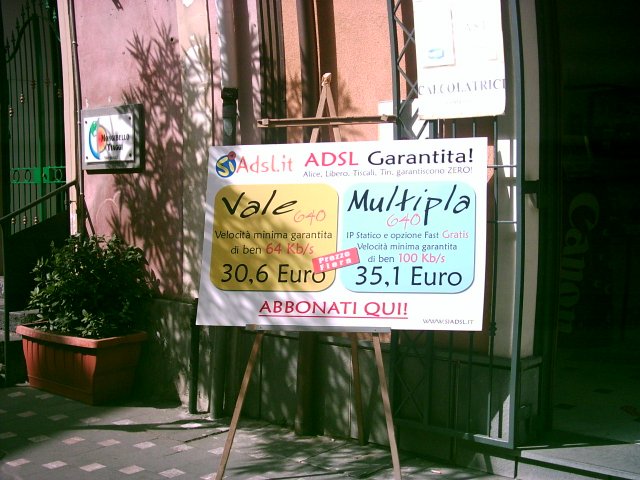 CALCOLATRICI
MONGIBELLO
VIAGGI
SiAdsl.it ADSL Garantita!
Alice, Libero, Tiscali, Tin, garantiscono ZERO!
Vale
640
Velocità minima garantita
di ben 64 Kb/s
30,6 Euro
Prezzo
Fiera
Multipla
640
IP Statico e opzione Fast Gratis
Velocità minima garantita
di ben 100 Kb/s
35,1 Euro
ABBONATI QUI!
WWW.SIADSL.IT
Canon